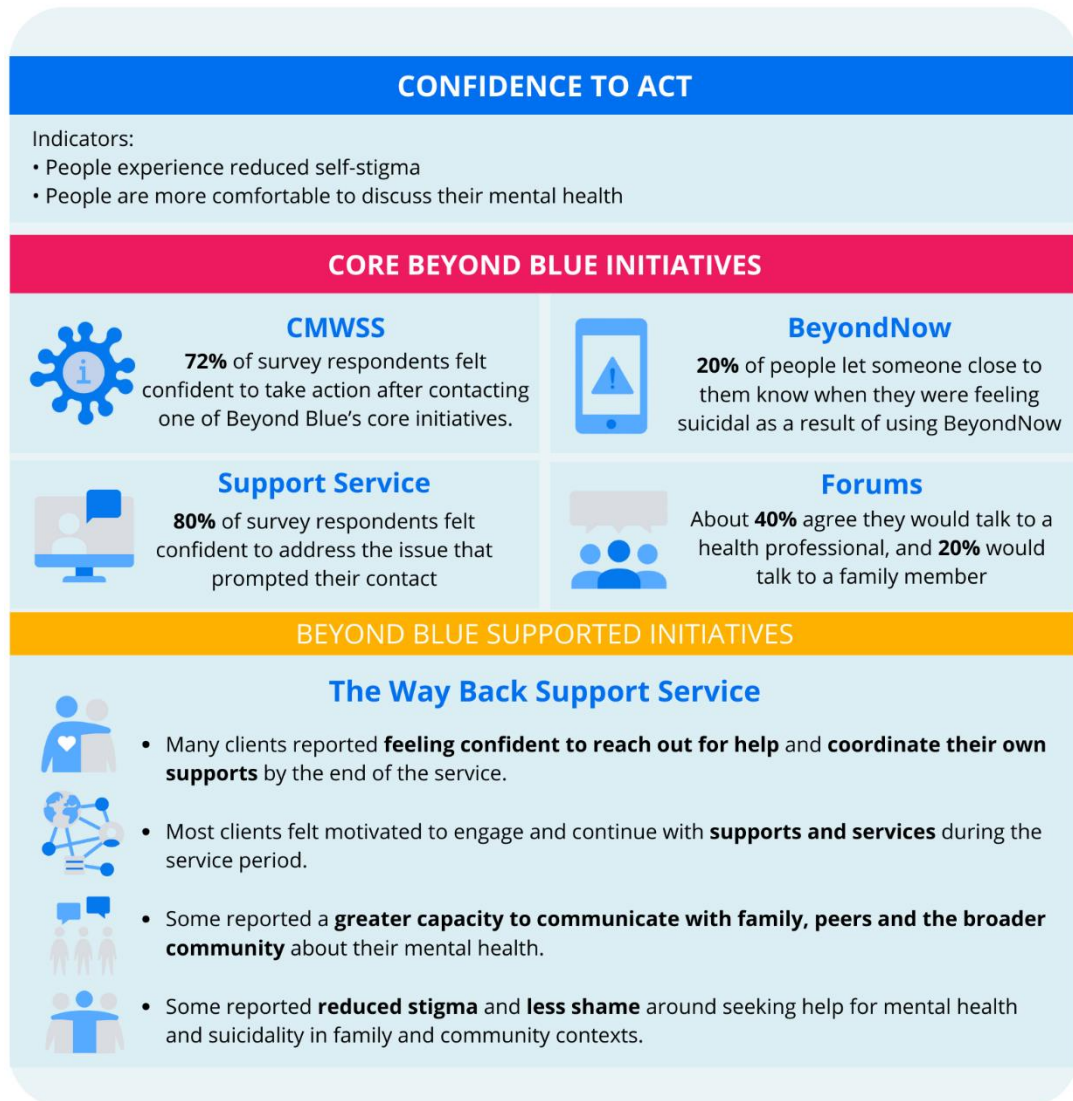 CONFIDENCE TO ACT
Indicators:
• People experience reduced self-stigma
• People are more comfortable to discuss their mental health
CORE BEYOND BLUE INITIATIVES
CMWSS
72% of survey respondents felt
confident to take action after contacting
one of Beyond Blue’s core initiatives.
BeyondNow
20% of people let someone close to
them know when they were feeling
suicidal as a result of using BeyondNow
Support Service
80% of survey respondents felt
confident to address the issue that
prompted their contact
Forums
About 40% agree they would talk to a
health professional, and 20% would
talk to a family member
BEYOND BLUE SUPPORTED INITIATIVES
The Way Back Support Service
• Many clients reported feeling confident to reach out for help and coordinate their own
supports by the end of the service.
• Most clients felt motivated to engage and continue with supports and services during the
service period.
• Some reported a greater capacity to communicate with family, peers and the broader
community about their mental health.
• Some reported reduced stigma and less shame around seeking help for mental health
and suicidality in family and community contexts.